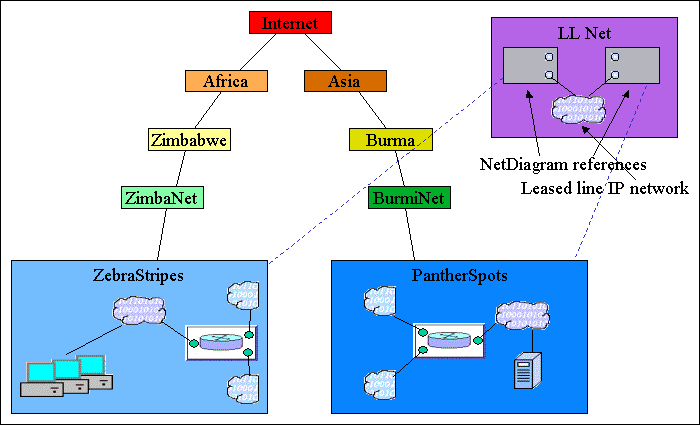 Internet
LL Net
Africa
Asia
Zimbabwe
Burma
NetDiagram references
Leased line IP network
ZimbaNet
BurmiNet
ZebraStripes
PantherSpots